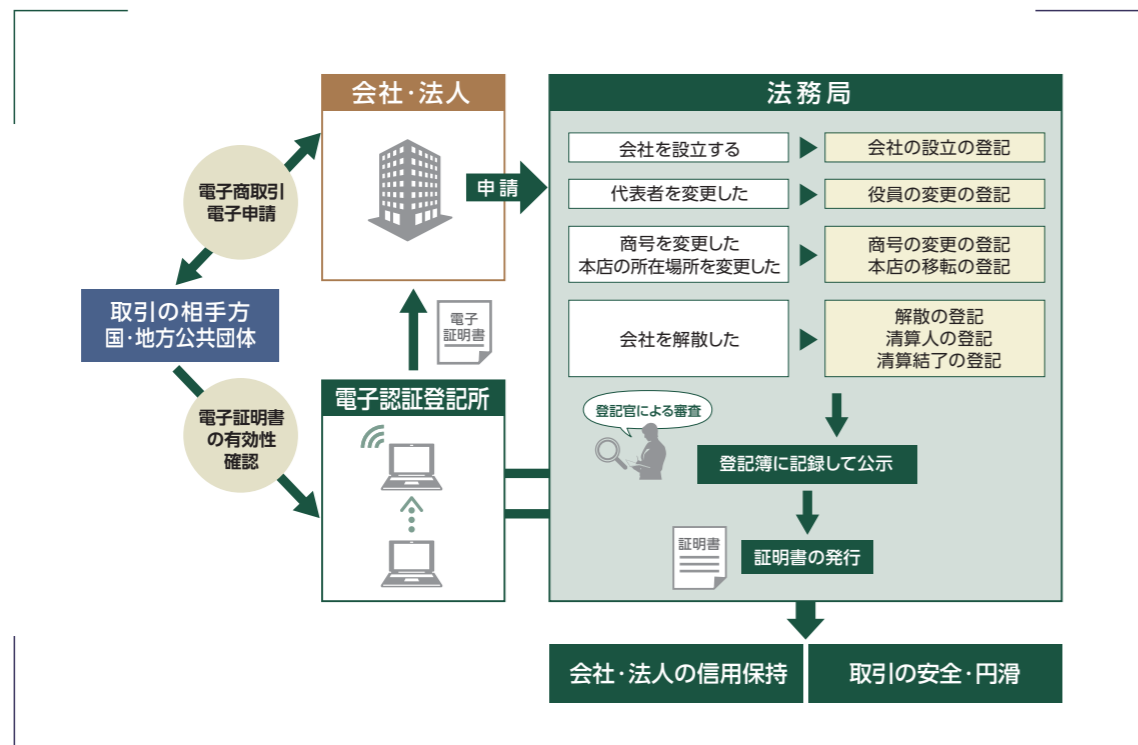 会社・法人
電子商取引
電子申請
取引の相手方
国・地方公共団体
電子証明書
の有効性
確認
電子
証明書
電子認証登記所
申請
法務局
会社を設立する
会社の設立の登記
代表者を変更した
役員の変更の登記
商号を変更した
本店の所在場所を変更した
商号の変更の登記
本店の移転の登記
会社を解散した
解散の登記
清算人の登記
清算結了の登記
登記官による審査
登記簿に記録して公示
証明書
証明書の発行
会社・法人の信用保持
取引の安全・円滑